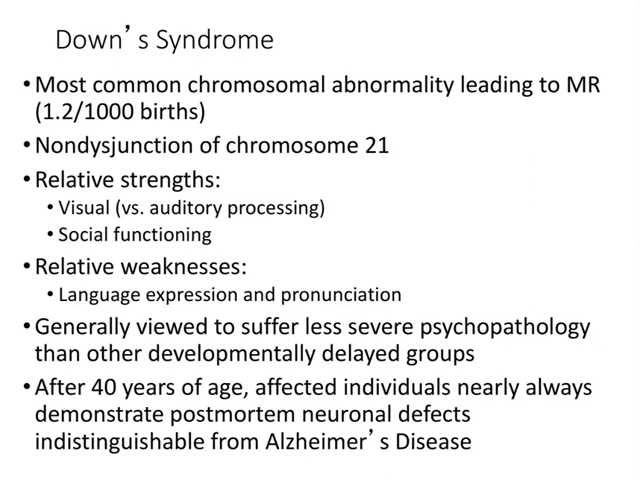 Down’s Syndrome
• Most common chromosomal abnormality leading to MR
(1.2/1000 births)
• Nondysjunction of chromosome 21
• Relative strengths:
• Visual (vs. auditory processing)
• Social functioning
• Relative weaknesses:
• Language expression and pronunciation
• Generally viewed to suffer less severe psychopathology
than other developmentally delayed groups
• After 40 years of age, affected individuals nearly always
demonstrate postmortem neuronal defects
indistinguishable from Alzheimer’s Disease